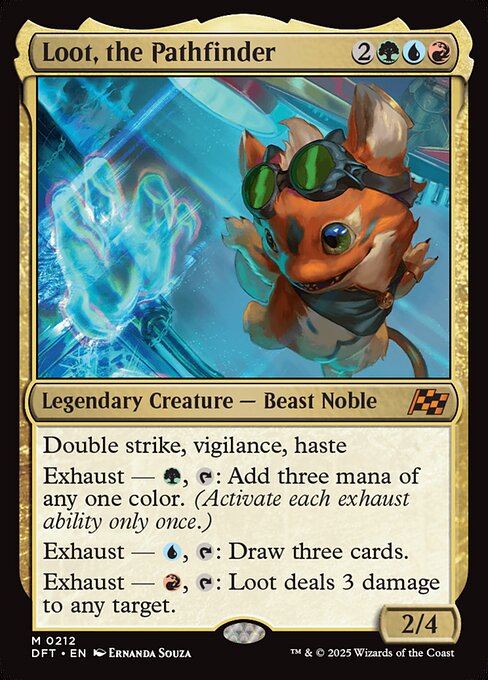 Loot, the Pathfinder 2
Legendary Creature — Beast Noble
Double strike, vigilance, haste
Exhaust — , : Add three mana of
any one color. (Activate each exhaust
ability only once.)
Exhaust — , : Draw three cards.
Exhaust — , : Loot deals 3 damage
to any target.
2/4
M 0212
DFT • EN Ernanda Souza
™ & © 2025 Wizards of the Coast